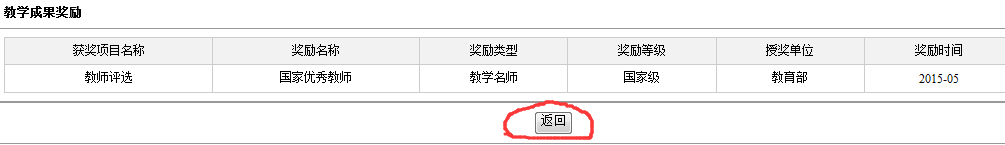 教学成果奖励
获奖项目名称 奖励名称 奖励类型 奖励等级 授奖单位 奖励时间
教师评选 国家优秀教师 教学名师 国家级 教育部 2015-05
返回